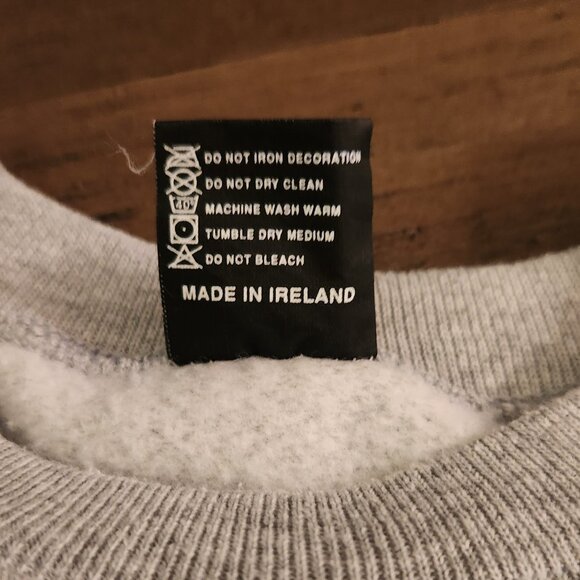 DO NOT IRON DECORATION
DO NOT DRY CLEAN
40° MACHINE WASH WARM
TUMBLE DRY MEDIUM
DO NOT BLEACH
MADE IN IRELAND